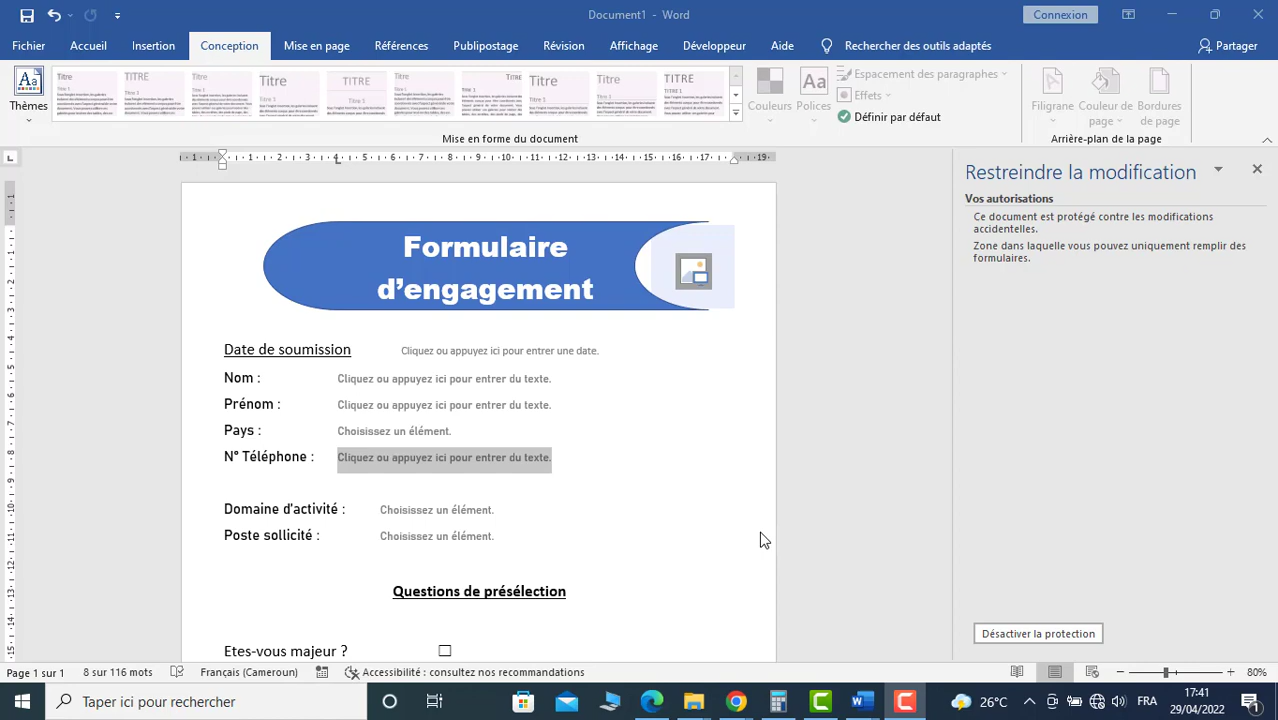 Document1 - Word
Connexion
Fichier
Accueil
Insertion
Conception
Mise en page
Références
Publipostage
Révision
Affichage
Développeur
Aide
Rechercher des outils adaptés
Partager
Thèmes
Titre
TITRE
Titre
Titre
TITRE
Titre
Titre
Titre
Titre
TITRE
TITRE 1
Couleurs
Polices
Espacement des paragraphes
Effets
Définir par défaut
Filigrane
Couleur de page
Bordures de page
Mise en forme du document
Arrière-plan de la page
Restreindre la modification
Vos autorisations
Ce document est protégé contre les modifications
accidentelles.
Zone dans laquelle vous pouvez uniquement remplir des
formulaires.
Désactiver la protection
Formulaire
d'engagement
Date de soumission Cliquez ou appuyez ici pour entrer une date.
Nom : Cliquez ou appuyez ici pour entrer du texte.
Prénom : Cliquez ou appuyez ici pour entrer du texte.
Pays : Choisissez un élément.
N° Téléphone : Cliquez ou appuyez ici pour entrer du texte.
Domaine d'activité : Choisissez un élément.
Poste sollicité : Choisissez un élément.
Questions de présélection
Etes-vous majeur ? ☐
Page 1 sur 1
8 sur 116 mots
Français (Cameroun)
Accessibilité : consultez nos recommandations
80%
Taper ici pour rechercher
26°C
FRA
17:41
29/04/2022